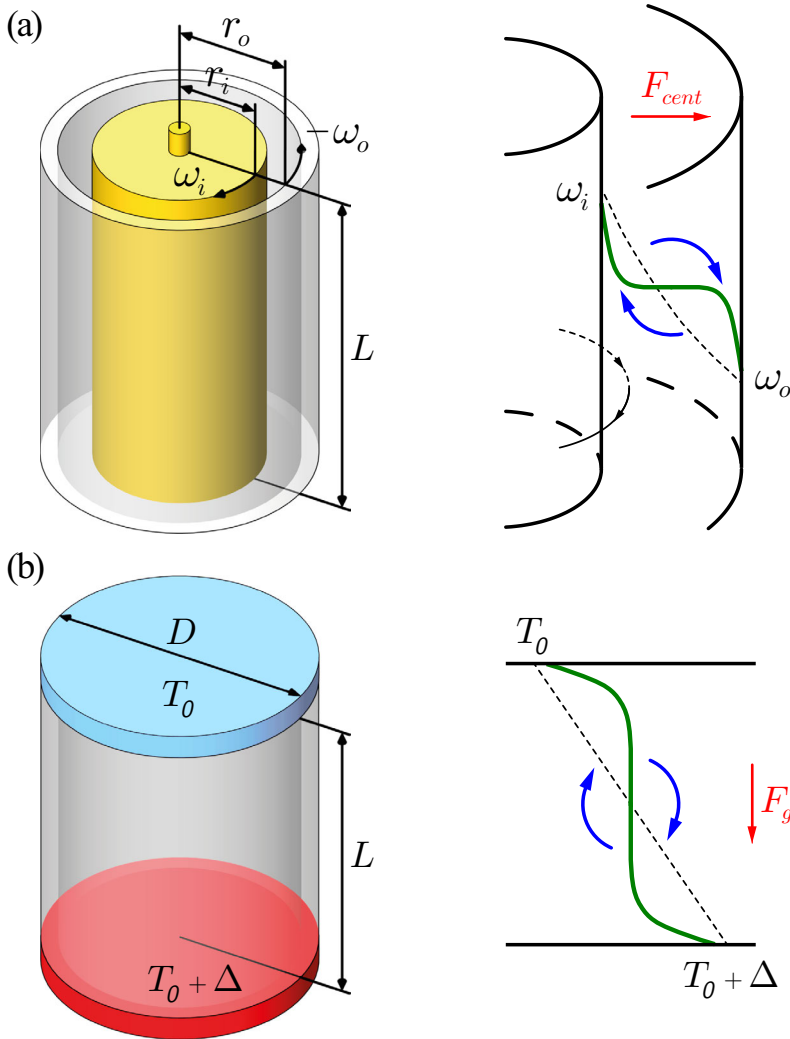 (a)
r_o
r_i
−ω_o
ω_i
L
F_cent
ω_i
ω_o
(b)
D
T_0
L
T_0 + Δ
T_0
F_g
T_0 + Δ